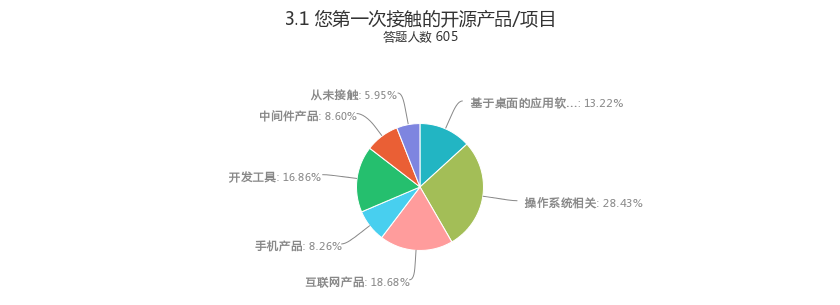 3.1 您第一次接触的开源产品/项目
答题人数 605
从未接触: 5.95%
基于桌面的应用软...: 13.22%
中间件产品: 8.60%
开发工具: 16.86%
操作系统相关: 28.43%
手机产品: 8.26%
互联网产品: 18.68%